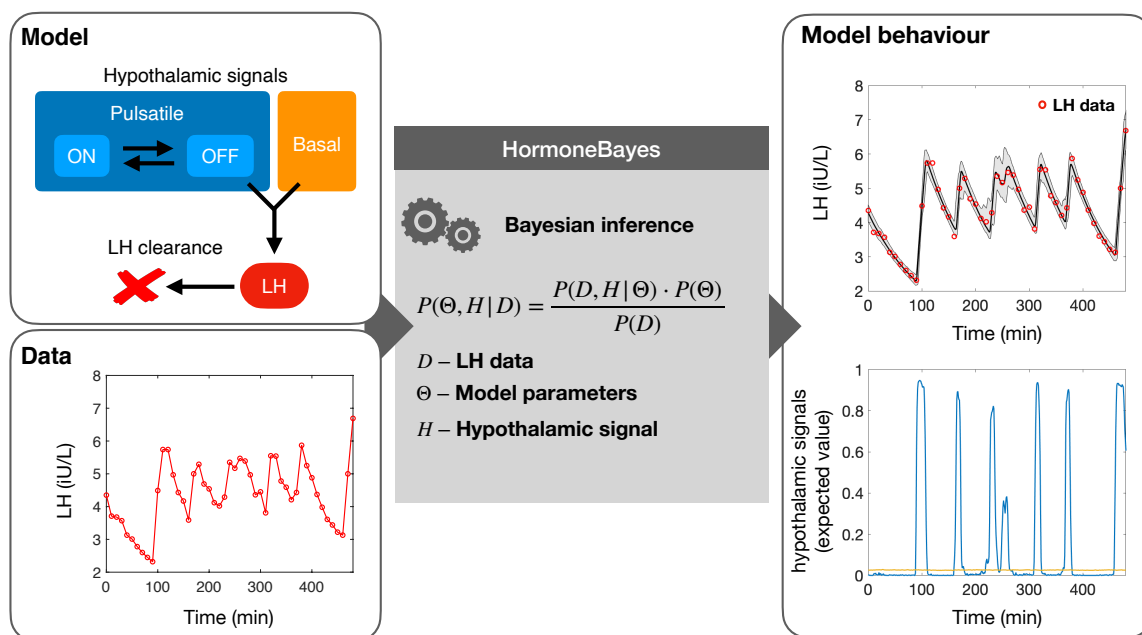 Model
Hypothalamic signals
Pulsatile
ON
OFF
Basal
LH clearance
LH
Data
8
7
6
5
4
3
2
LH (iU/L)
0
100
200
300
400
Time (min)
HormoneBayes
Bayesian inference
P(Θ, H | D) = P(D, H | Θ) · P(Θ) / P(D)
D – LH data
Θ – Model parameters
H – Hypothalamic signal
Model behaviour
LH data
8
7
6
5
4
3
2
LH (iU/L)
0
100
200
300
400
Time (min)
1
0.8
0.6
0.4
0.2
0
hypothalamic signals
(expected value)
0
100
200
300
400
Time (min)